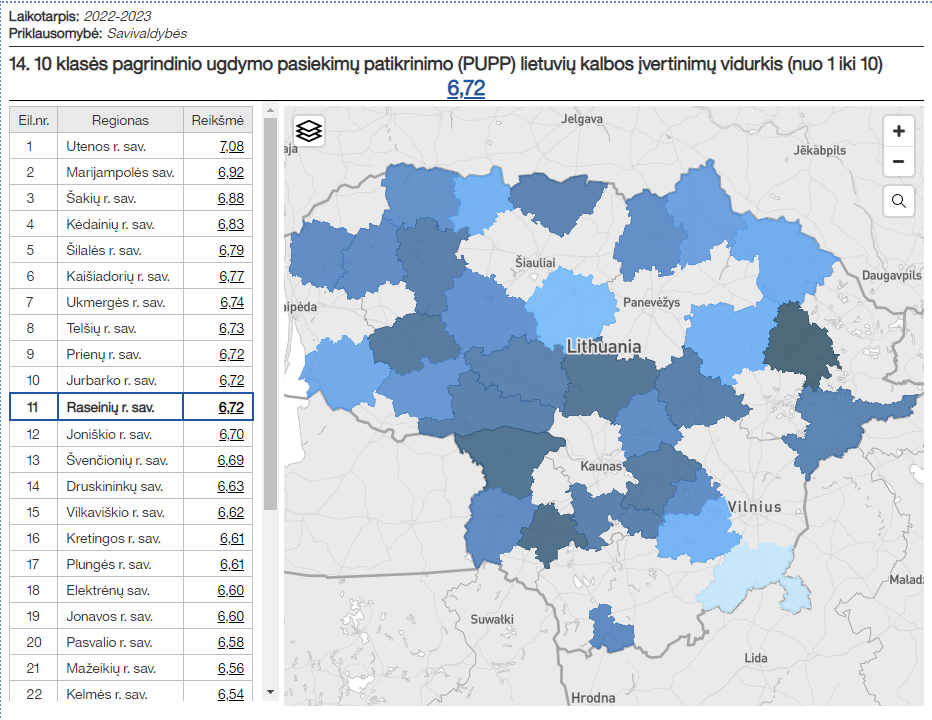 Laikotarpis: 2022-2023
Priklausomybė: Savivaldybės
14. 10 klasės pagrindinio ugdymo pasiekimų patikrinimo (PUPP) lietuvių kalbos įvertinimų vidurkis (nuo 1 iki 10)
6,72
Eil.nr. Regionas Reikšmė
1 Utenos r. sav. 7,08
2 Marijampolės sav. 6,92
3 Šakių r. sav. 6,88
4 Kėdainių r. sav. 6,83
5 Šilalės r. sav. 6,79
6 Kaišiadorių r. sav. 6,77
7 Ukmergės r. sav. 6,74
8 Telšių r. sav. 6,73
9 Prienų r. sav. 6,72
10 Jurbarko r. sav. 6,72
11 Raseinių r. sav. 6,72
12 Joniškio r. sav. 6,70
13 Švenčionių r. sav. 6,69
14 Druskininkų sav. 6,63
15 Vilkaviškio r. sav. 6,62
16 Kretingos r. sav. 6,61
17 Plungės r. sav. 6,61
18 Elektrėnų sav. 6,60
19 Jonavos r. sav. 6,60
20 Pasvalio r. sav. 6,58
21 Mažeikių r. sav. 6,56
22 Kelmės r. sav. 6,54
Jelgava
aja
Jēkabpils
+
−
Šiauliai
Daugavpils
aipėda
Panevėžys
Lithuania
Kaunas
Vilnius
Maladz
Suwałki
Lida
Hrodna